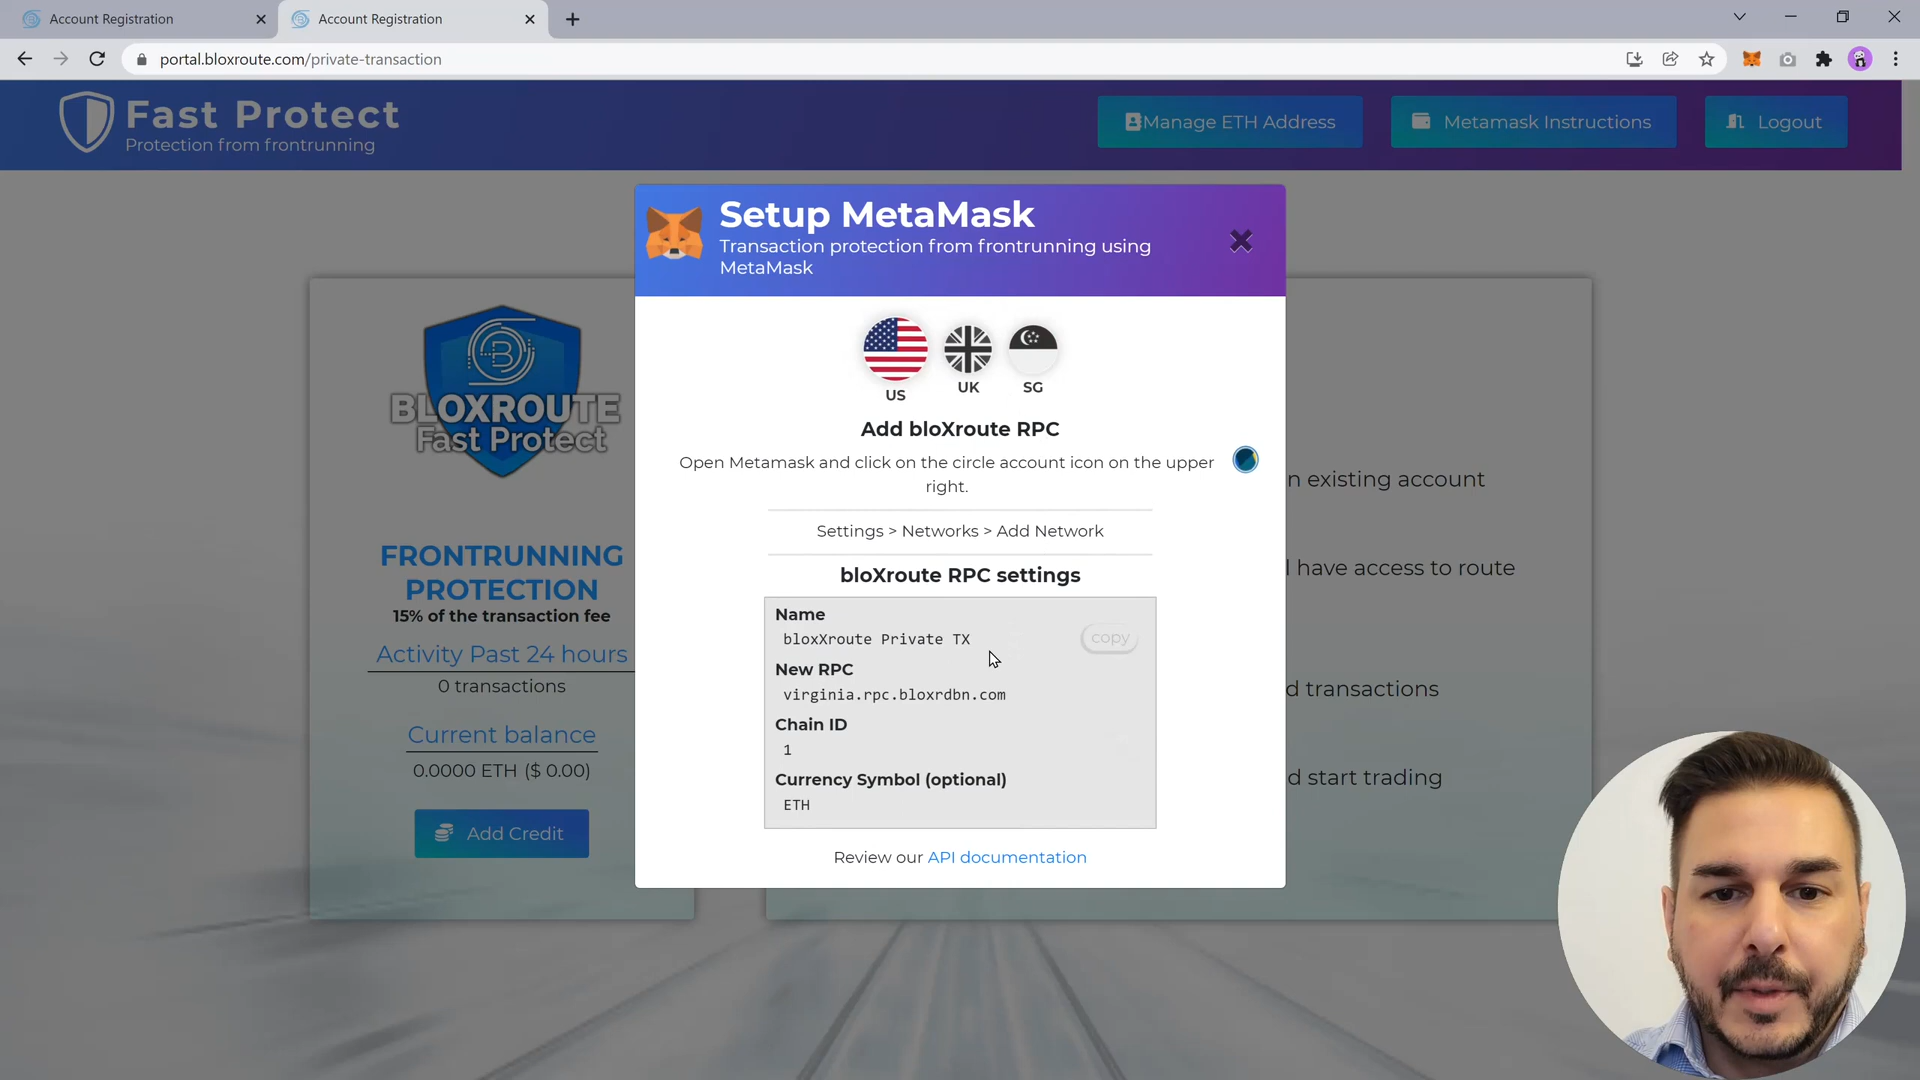 Account Registration
Account Registration
portal.bloxroute.com/private-transaction
Fast Protect
Protection from frontrunning
Manage ETH Address
Metamask Instructions
Logout
Setup MetaMask
Transaction protection from frontrunning using
MetaMask
US
UK
SG
Add bloXroute RPC
Open Metamask and click on the circle account icon on the upper
right.
Settings > Networks > Add Network
bloXroute RPC settings
Name
bloxXroute Private TX
copy
New RPC
virginia.rpc.bloxrdbn.com
Chain ID
1
Currency Symbol (optional)
ETH
Review our API documentation
BLOXROUTE
Fast Protect
FRONTRUNNING
PROTECTION
15% of the transaction fee
Activity Past 24 hours
0 transactions
Current balance
0.0000 ETH ($ 0.00)
Add Credit
n existing account
l have access to route
d transactions
d start trading